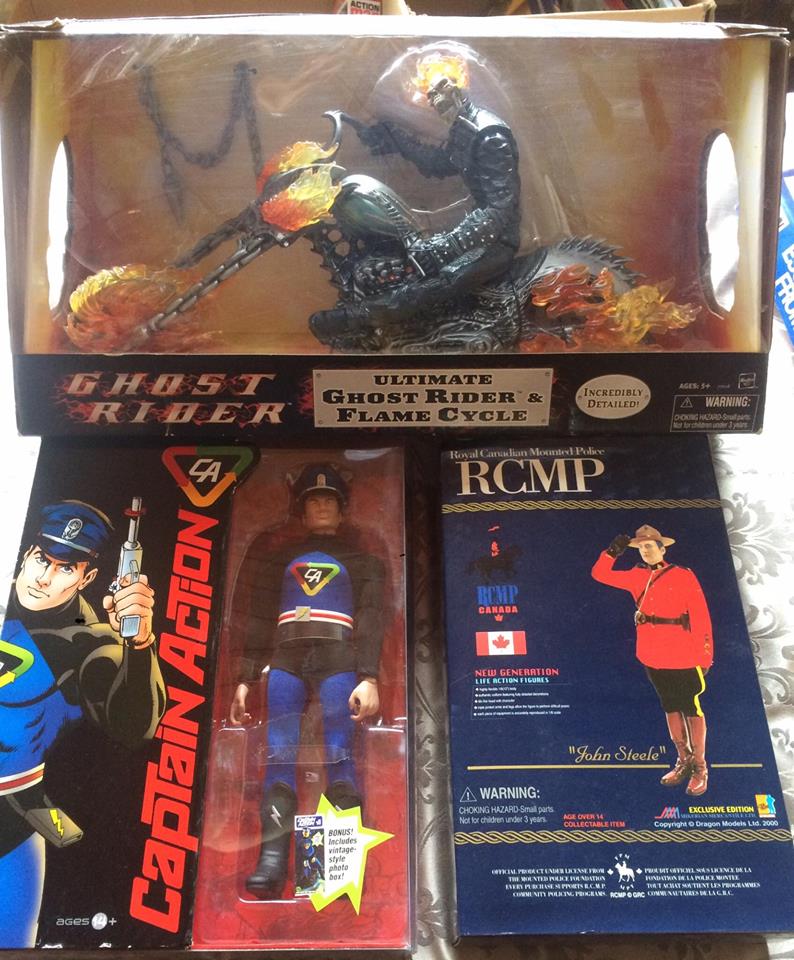 ACTION
GHOST
RIDER™
ULTIMATE
GHOST RIDER™ &
FLAME CYCLE
INCREDIBLY
DETAILED!
AGES: 5+
Hasbro
WARNING:
CHOKING HAZARD-Small parts.
Not for children under 3 years.
CA
CAPTAIN ACTION
CA
BONUS!
Includes
vintage-
style
photo
box!
ages 14+
Royal Canadian Mounted Police
RCMP
RCMP
CANADA
NEW GENERATION
LIFE ACTION FIGURES
"John Steele"
WARNING:
CHOKING HAZARD-Small parts.
Not for children under 3 years.
AGE OVER 14
COLLECTABLE ITEM
EXCLUSIVE EDITION
Copyright © Dragon Models Ltd. 2000
OFFICIAL PRODUCT UNDER LICENSE FROM
THE MOUNTED POLICE FOUNDATION
EVERY PURCHASE SUPPORTS R.C.M.P.
COMMUNITY POLICING PROGRAMS
RCMP © GRC
PRODUIT OFFICIEL SOUS LICENCE DE LA
FONDATION DE LA POLICE MONTÉE
TOUT ACHAT SOUTIENT LES PROGRAMMES
COMMUNAUTAIRES DE LA G.R.C.